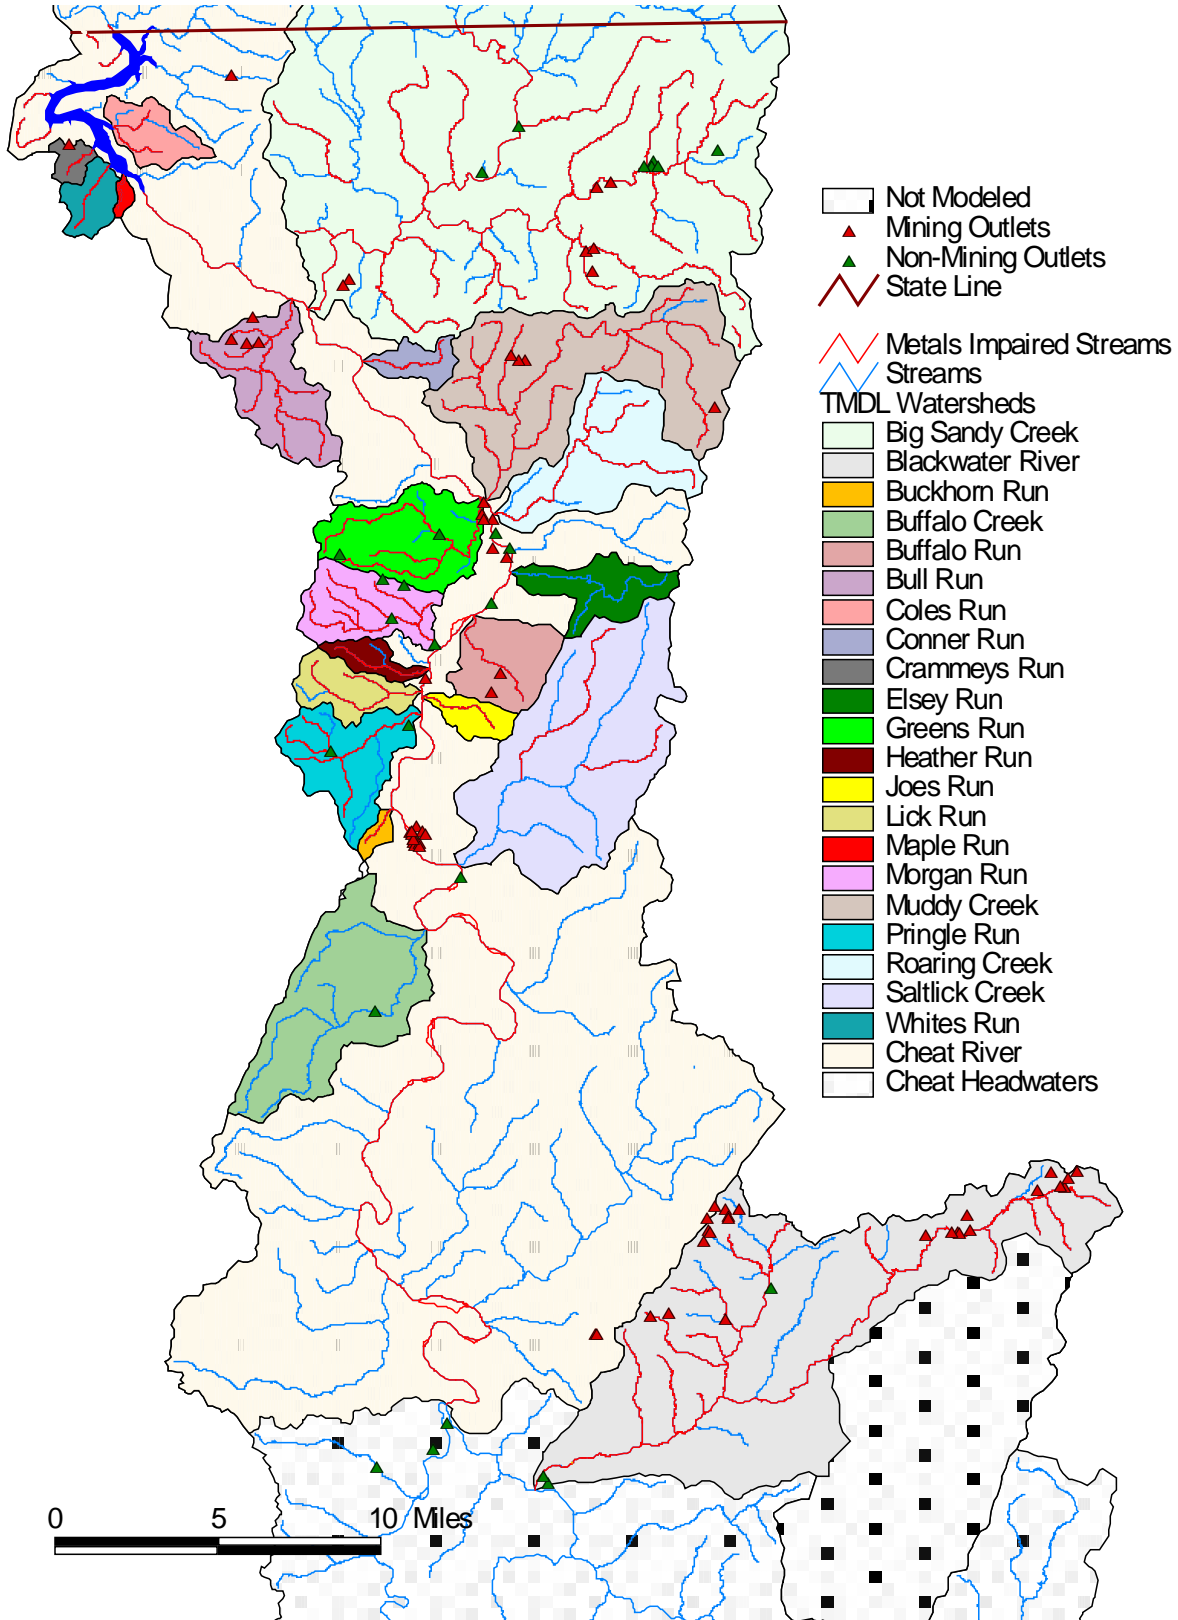 Not Modeled
Mining Outlets
Non-Mining Outlets
State Line
Metals Impaired Streams
Streams
TMDL Watersheds
Big Sandy Creek
Blackwater River
Buckhorn Run
Buffalo Creek
Buffalo Run
Bull Run
Coles Run
Conner Run
Crammeys Run
Elsey Run
Greens Run
Heather Run
Joes Run
Lick Run
Maple Run
Morgan Run
Muddy Creek
Pringle Run
Roaring Creek
Saltlick Creek
Whites Run
Cheat River
Cheat Headwaters
0 5 10 Miles